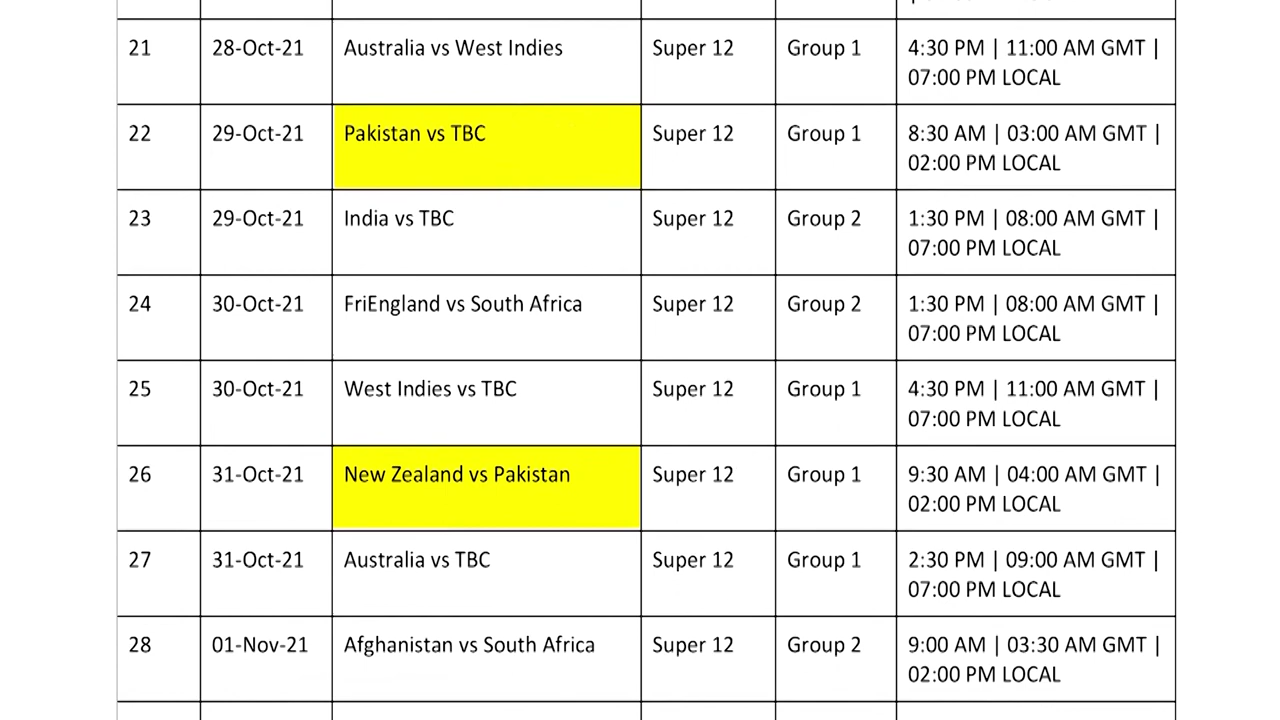 21 28-Oct-21 Australia vs West Indies Super 12 Group 1 4:30 PM | 11:00 AM GMT |
07:00 PM LOCAL
22 29-Oct-21 Pakistan vs TBC Super 12 Group 1 8:30 AM | 03:00 AM GMT |
02:00 PM LOCAL
23 29-Oct-21 India vs TBC Super 12 Group 2 1:30 PM | 08:00 AM GMT |
07:00 PM LOCAL
24 30-Oct-21 FriEngland vs South Africa Super 12 Group 2 1:30 PM | 08:00 AM GMT |
07:00 PM LOCAL
25 30-Oct-21 West Indies vs TBC Super 12 Group 1 4:30 PM | 11:00 AM GMT |
07:00 PM LOCAL
26 31-Oct-21 New Zealand vs Pakistan Super 12 Group 1 9:30 AM | 04:00 AM GMT |
02:00 PM LOCAL
27 31-Oct-21 Australia vs TBC Super 12 Group 1 2:30 PM | 09:00 AM GMT |
07:00 PM LOCAL
28 01-Nov-21 Afghanistan vs South Africa Super 12 Group 2 9:00 AM | 03:30 AM GMT |
02:00 PM LOCAL